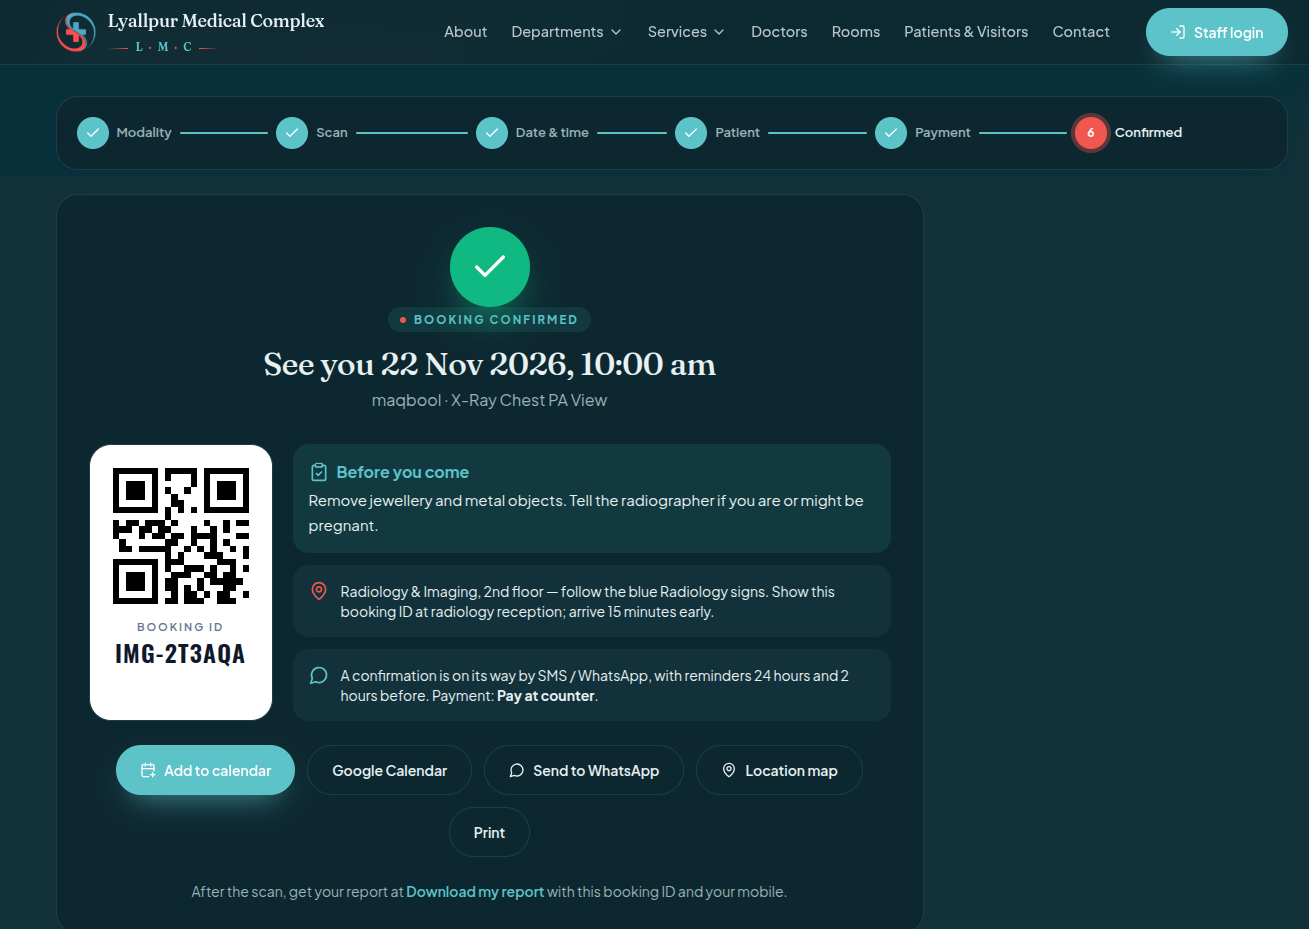 Lyallpur Medical Complex
L · M · C
About
Departments
Services
Doctors
Rooms
Patients & Visitors
Contact
Staff login
Modality
Scan
Date & time
Patient
Payment
6
Confirmed
BOOKING CONFIRMED
See you 22 Nov 2026, 10:00 am
maqbool · X-Ray Chest PA View
BOOKING ID
IMG-2T3AQA
Before you come
Remove jewellery and metal objects. Tell the radiographer if you are or might be
pregnant.
Radiology & Imaging, 2nd floor — follow the blue Radiology signs. Show this
booking ID at radiology reception; arrive 15 minutes early.
A confirmation is on its way by SMS / WhatsApp, with reminders 24 hours and 2
hours before. Payment: Pay at counter.
Add to calendar
Google Calendar
Send to WhatsApp
Location map
Print
After the scan, get your report at Download my report with this booking ID and your mobile.